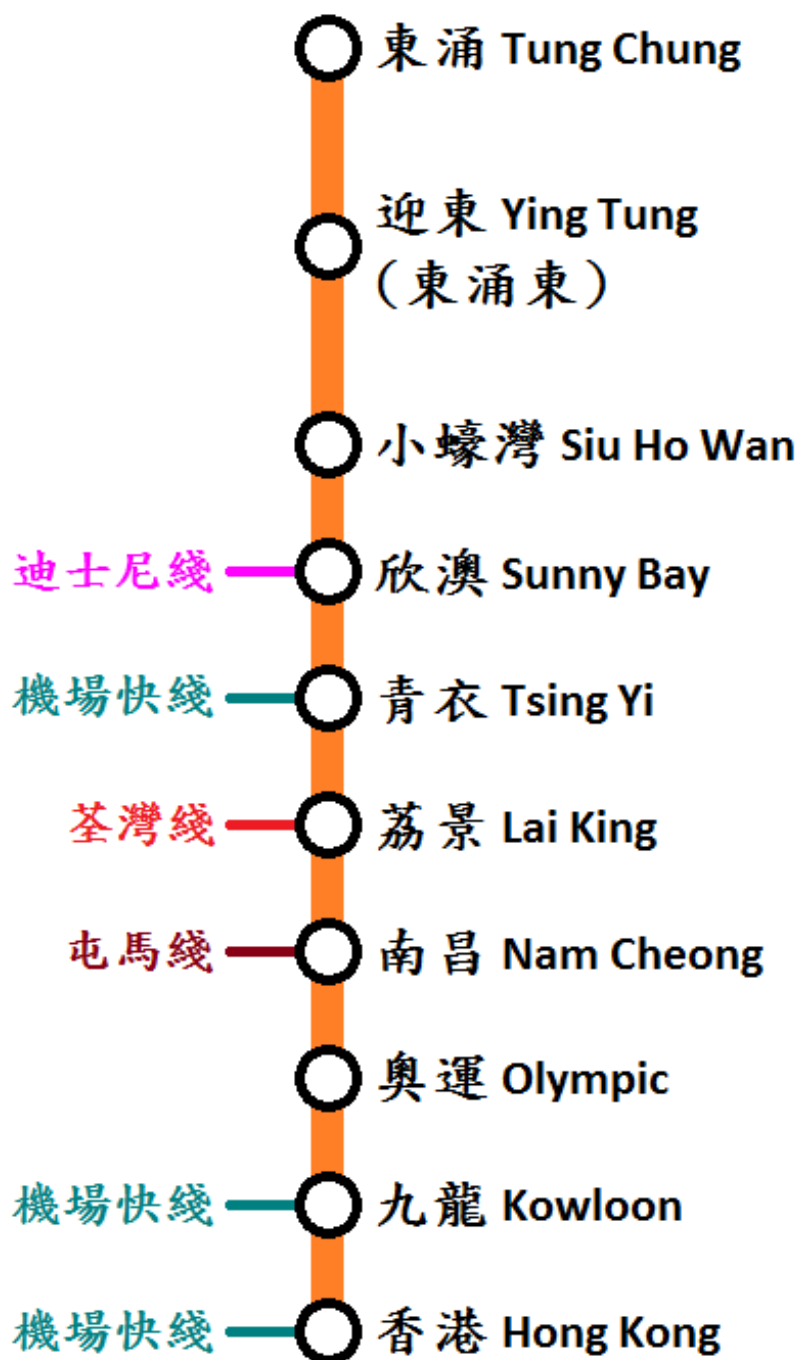 東涌 Tung Chung
迎東 Ying Tung
(東涌東)
小蠔灣 Siu Ho Wan
迪士尼綫 欣澳 Sunny Bay
機場快綫 青衣 Tsing Yi
荃灣綫 荔景 Lai King
屯馬綫 南昌 Nam Cheong
奧運 Olympic
機場快綫 九龍 Kowloon
機場快綫 香港 Hong Kong